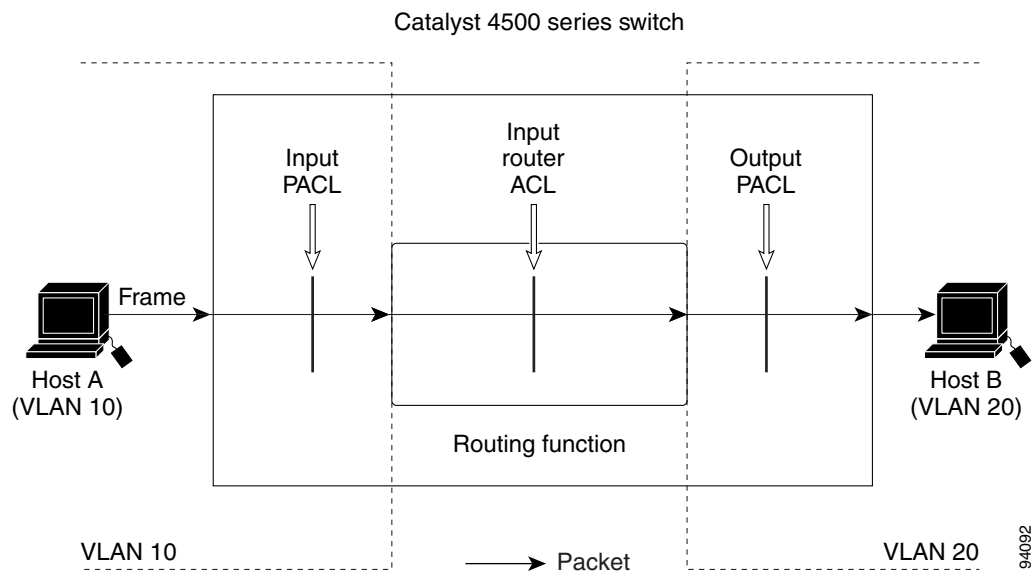 Catalyst 4500 series switch
Input
PACL
Input
router
ACL
Output
PACL
Frame
Host A
(VLAN 10)
Host B
(VLAN 20)
Routing function
VLAN 10
Packet
VLAN 20
94092